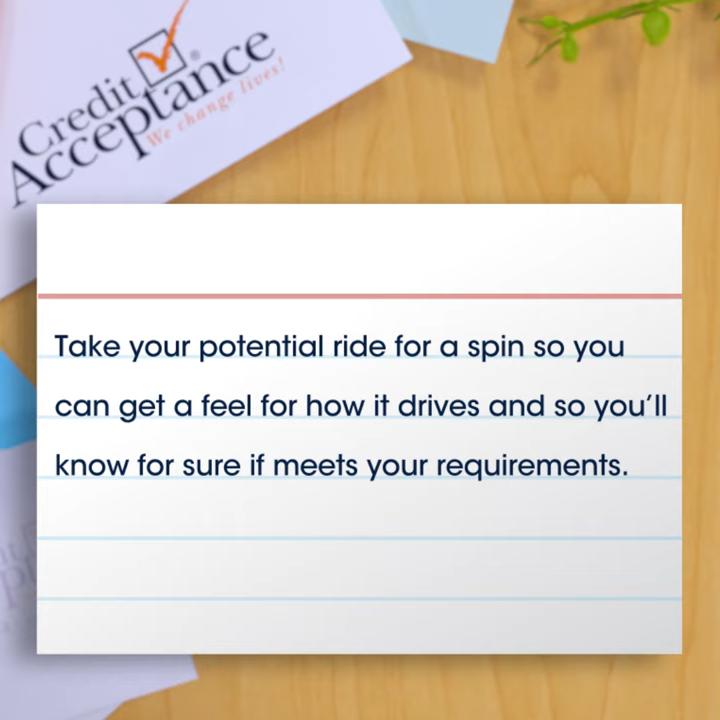 Credit
Acceptance®
We change lives!
Take your potential ride for a spin so you
can get a feel for how it drives and so you'll
know for sure if meets your requirements.